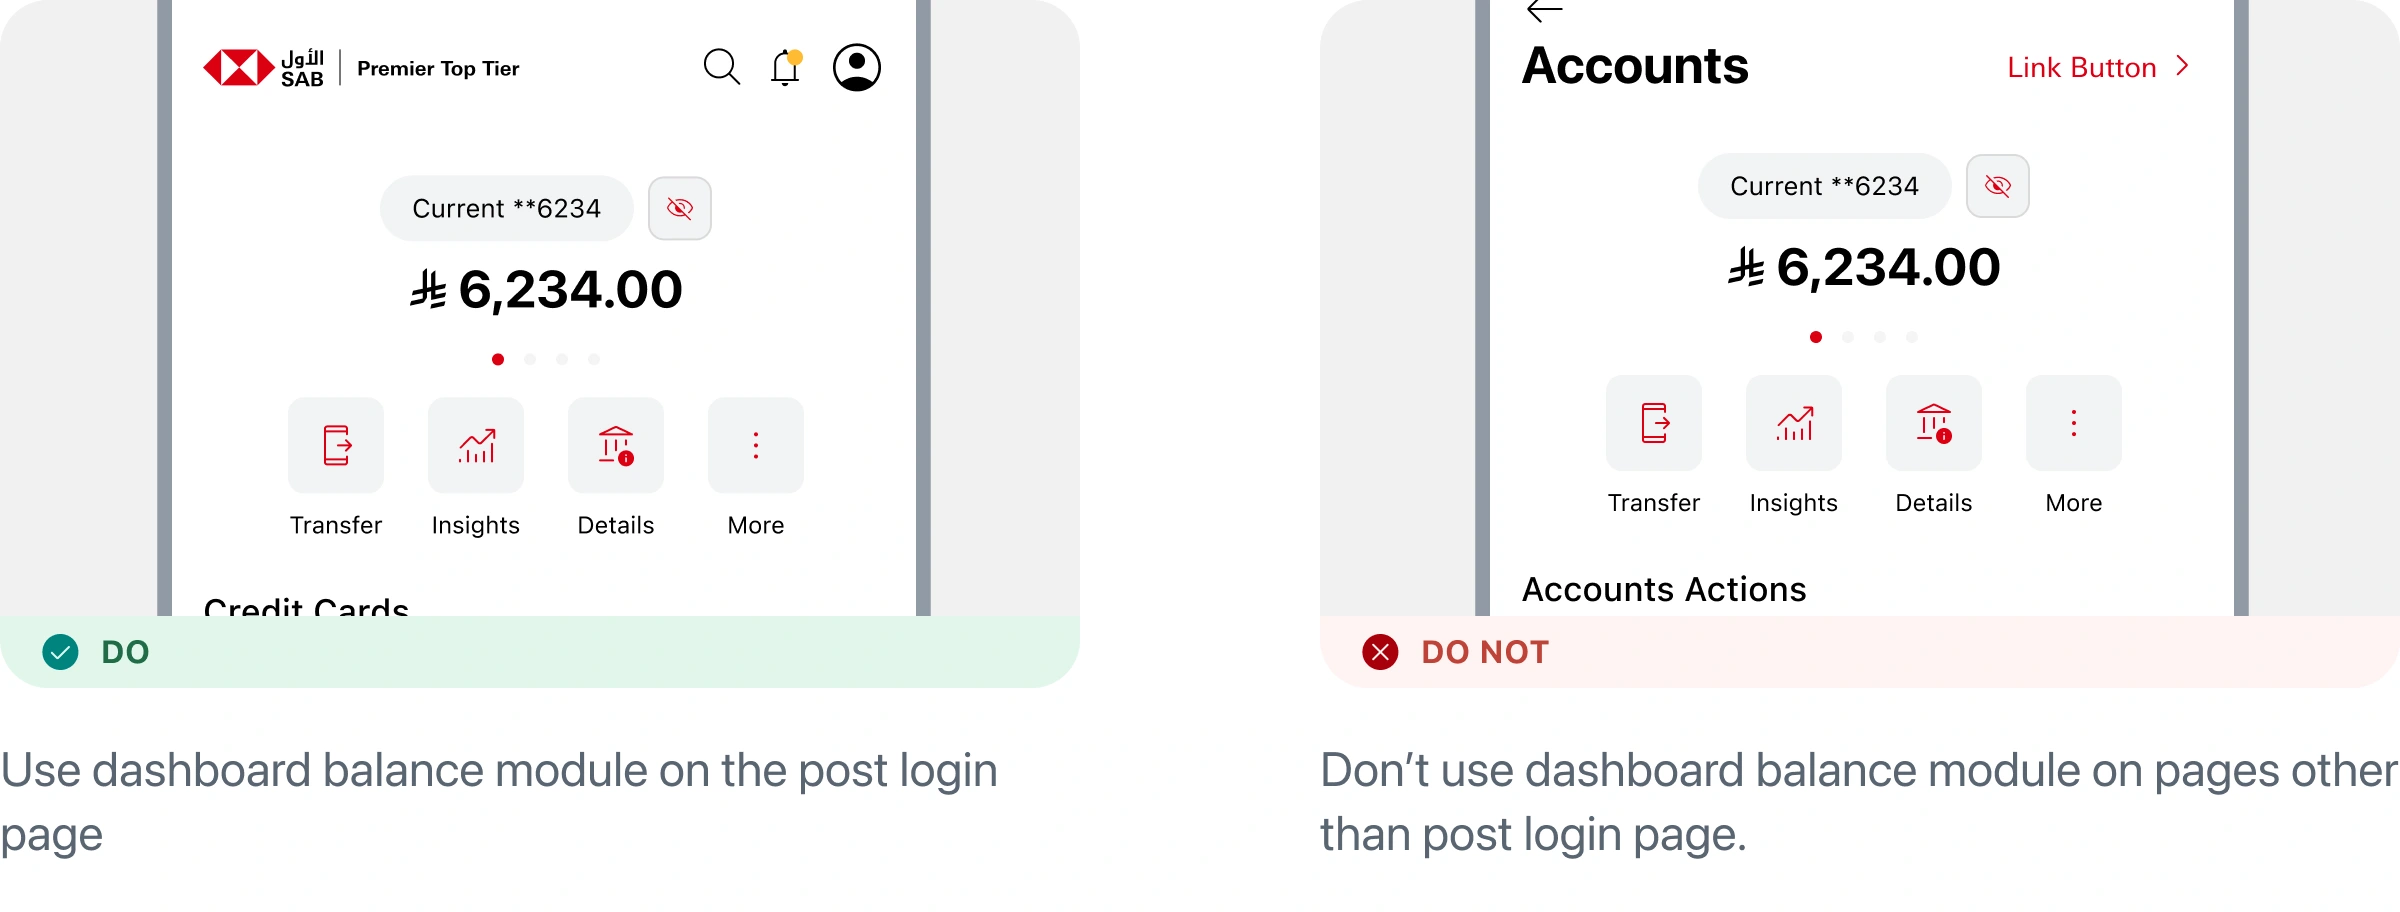 الأول
SAB
Premier Top Tier
Current **6234
6,234.00
Transfer
Insights
Details
More
Credit Cards
DO
Use dashboard balance module on the post login
page
Accounts
Link Button
Current **6234
6,234.00
Transfer
Insights
Details
More
Accounts Actions
DO NOT
Don’t use dashboard balance module on pages other
than post login page.